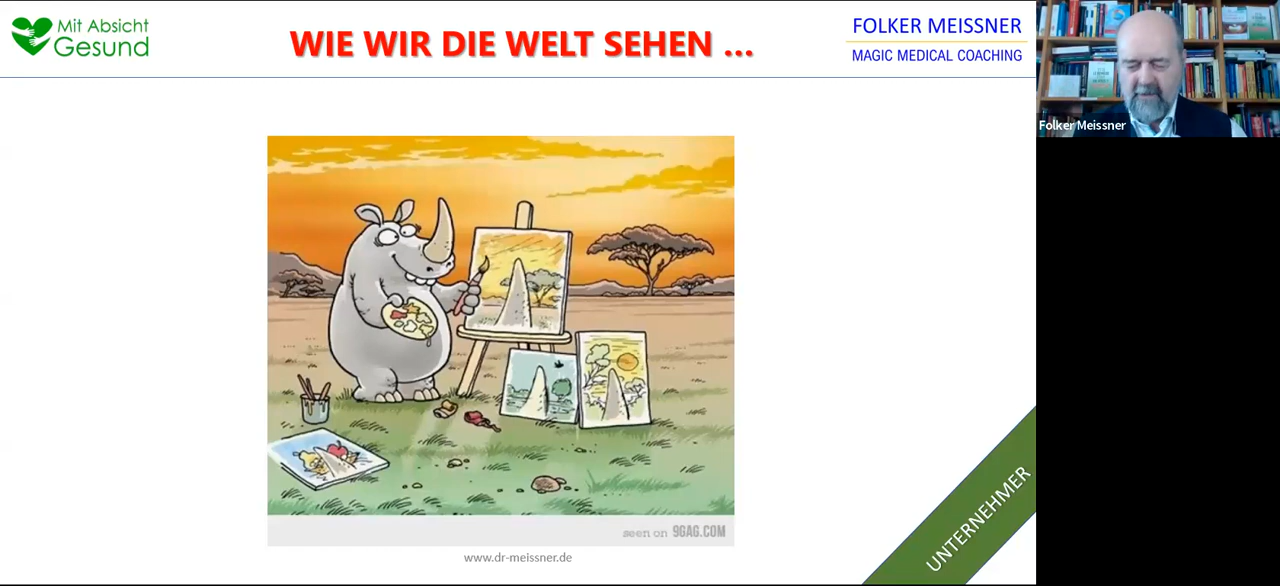 Mit Absicht
Gesund
WIE WIR DIE WELT SEHEN ...
FOLKER MEISSNER
MAGIC MEDICAL COACHING
Folker Meissner
seen on 9GAG.COM
www.dr-meissner.de
UNTERNEHMER